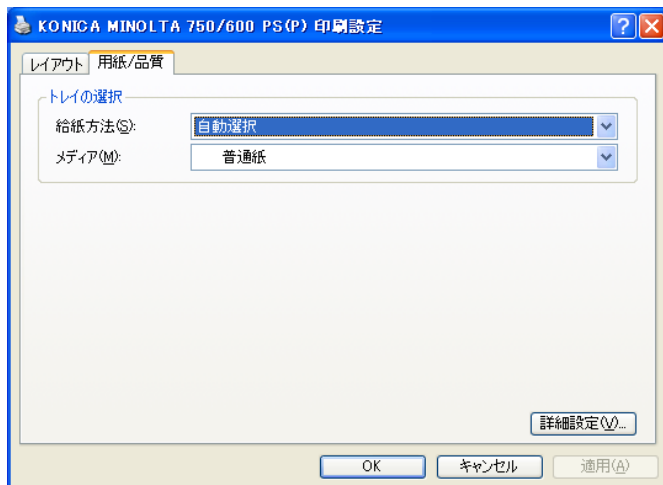 KONICA MINOLTA 750/600 PS(P) 印刷設定
レイアウト 用紙/品質
トレイの選択
給紙方法(S): 自動選択
メディア(M): 普通紙
詳細設定(V)...
OK キャンセル 適用(A)